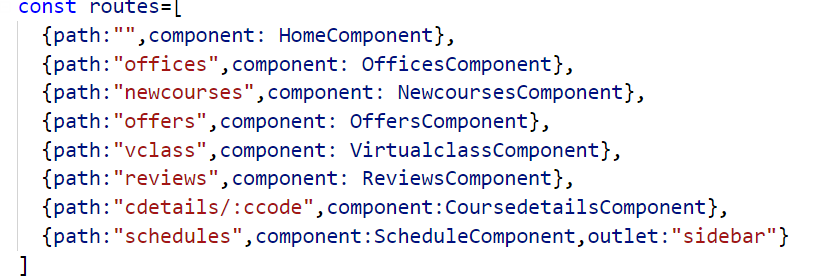 const routes=[
{path:"",component: HomeComponent},
{path:"offices",component: OfficesComponent},
{path:"newcourses",component: NewcoursesComponent},
{path:"offers",component: OffersComponent},
{path:"vclass",component: VirtualclassComponent},
{path:"reviews",component: ReviewsComponent},
{path:"cdetails/:ccode",component:CoursedetailsComponent},
{path:"schedules",component:ScheduleComponent,outlet:"sidebar"}
]